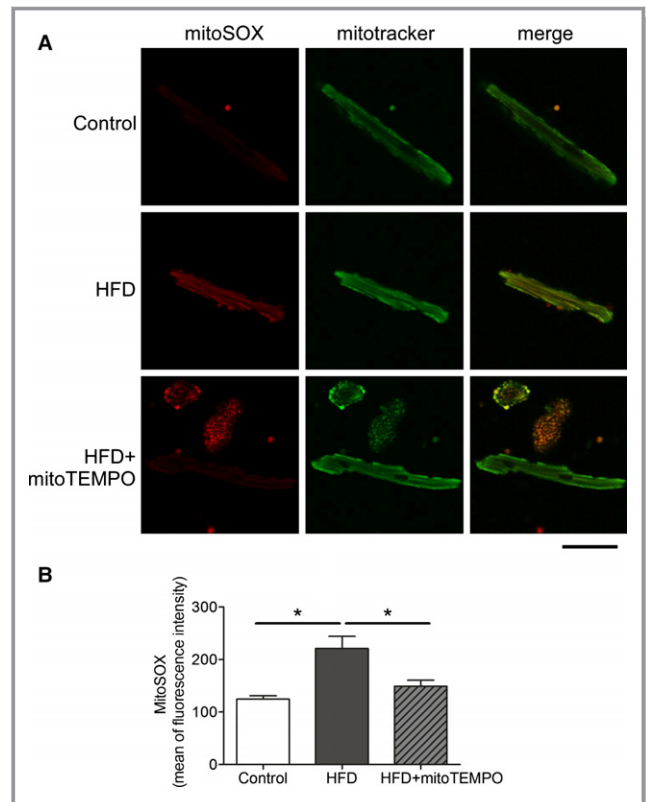 A
mitoSOX mitotracker merge
Control
HFD
HFD+
mitoTEMPO
B
MitoSOX
(mean of fluorescence intensity)
300
200
100
0
* *
Control HFD HFD+mitoTEMPO